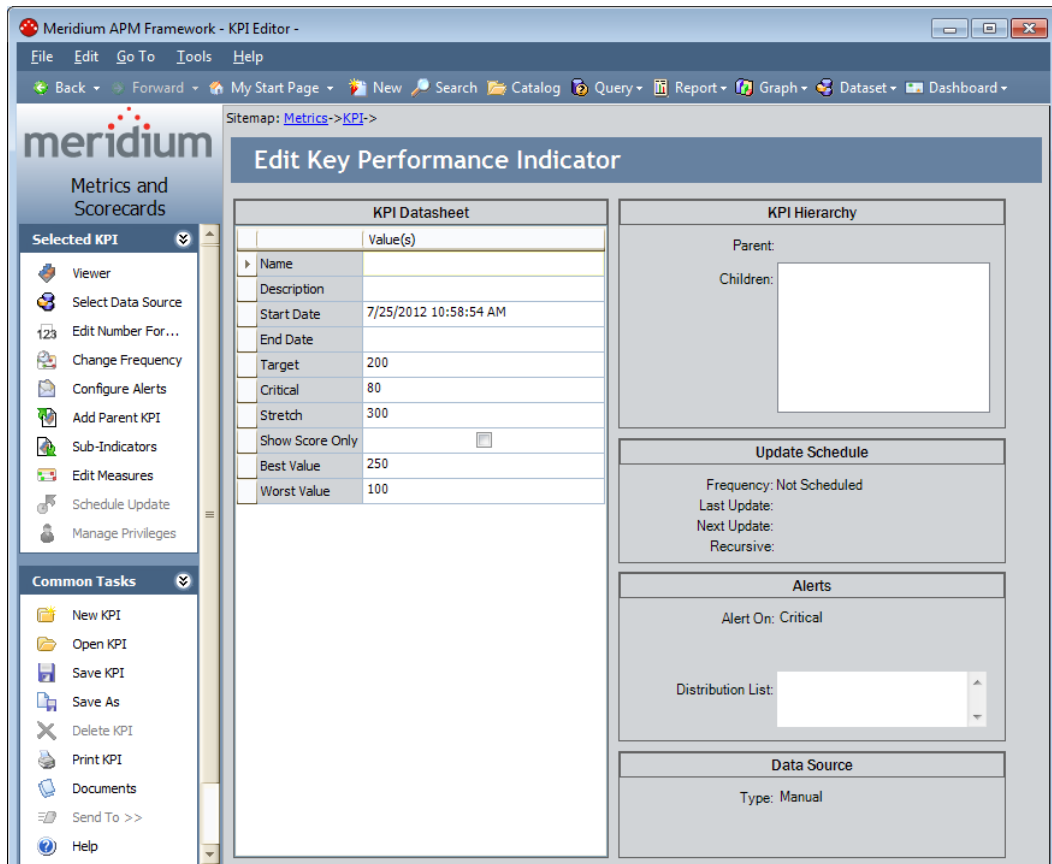 Meridium APM Framework - KPI Editor -
File Edit Go To Tools Help
Back Forward My Start Page New Search Catalog Query Report Graph Dataset Dashboard
meridium
Metrics and
Scorecards
Selected KPI
Viewer
Select Data Source
123 Edit Number For...
Change Frequency
Configure Alerts
Add Parent KPI
Sub-Indicators
Edit Measures
Schedule Update
Manage Privileges
Common Tasks
New KPI
Open KPI
Save KPI
Save As
Delete KPI
Print KPI
Documents
Send To >>
Help
Sitemap: Metrics->KPI->
Edit Key Performance Indicator
KPI Datasheet
Value(s)
Name
Description
Start Date 7/25/2012 10:58:54 AM
End Date
Target 200
Critical 80
Stretch 300
Show Score Only
Best Value 250
Worst Value 100
KPI Hierarchy
Parent:
Children:
Update Schedule
Frequency: Not Scheduled
Last Update:
Next Update:
Recursive:
Alerts
Alert On: Critical
Distribution List:
Data Source
Type: Manual